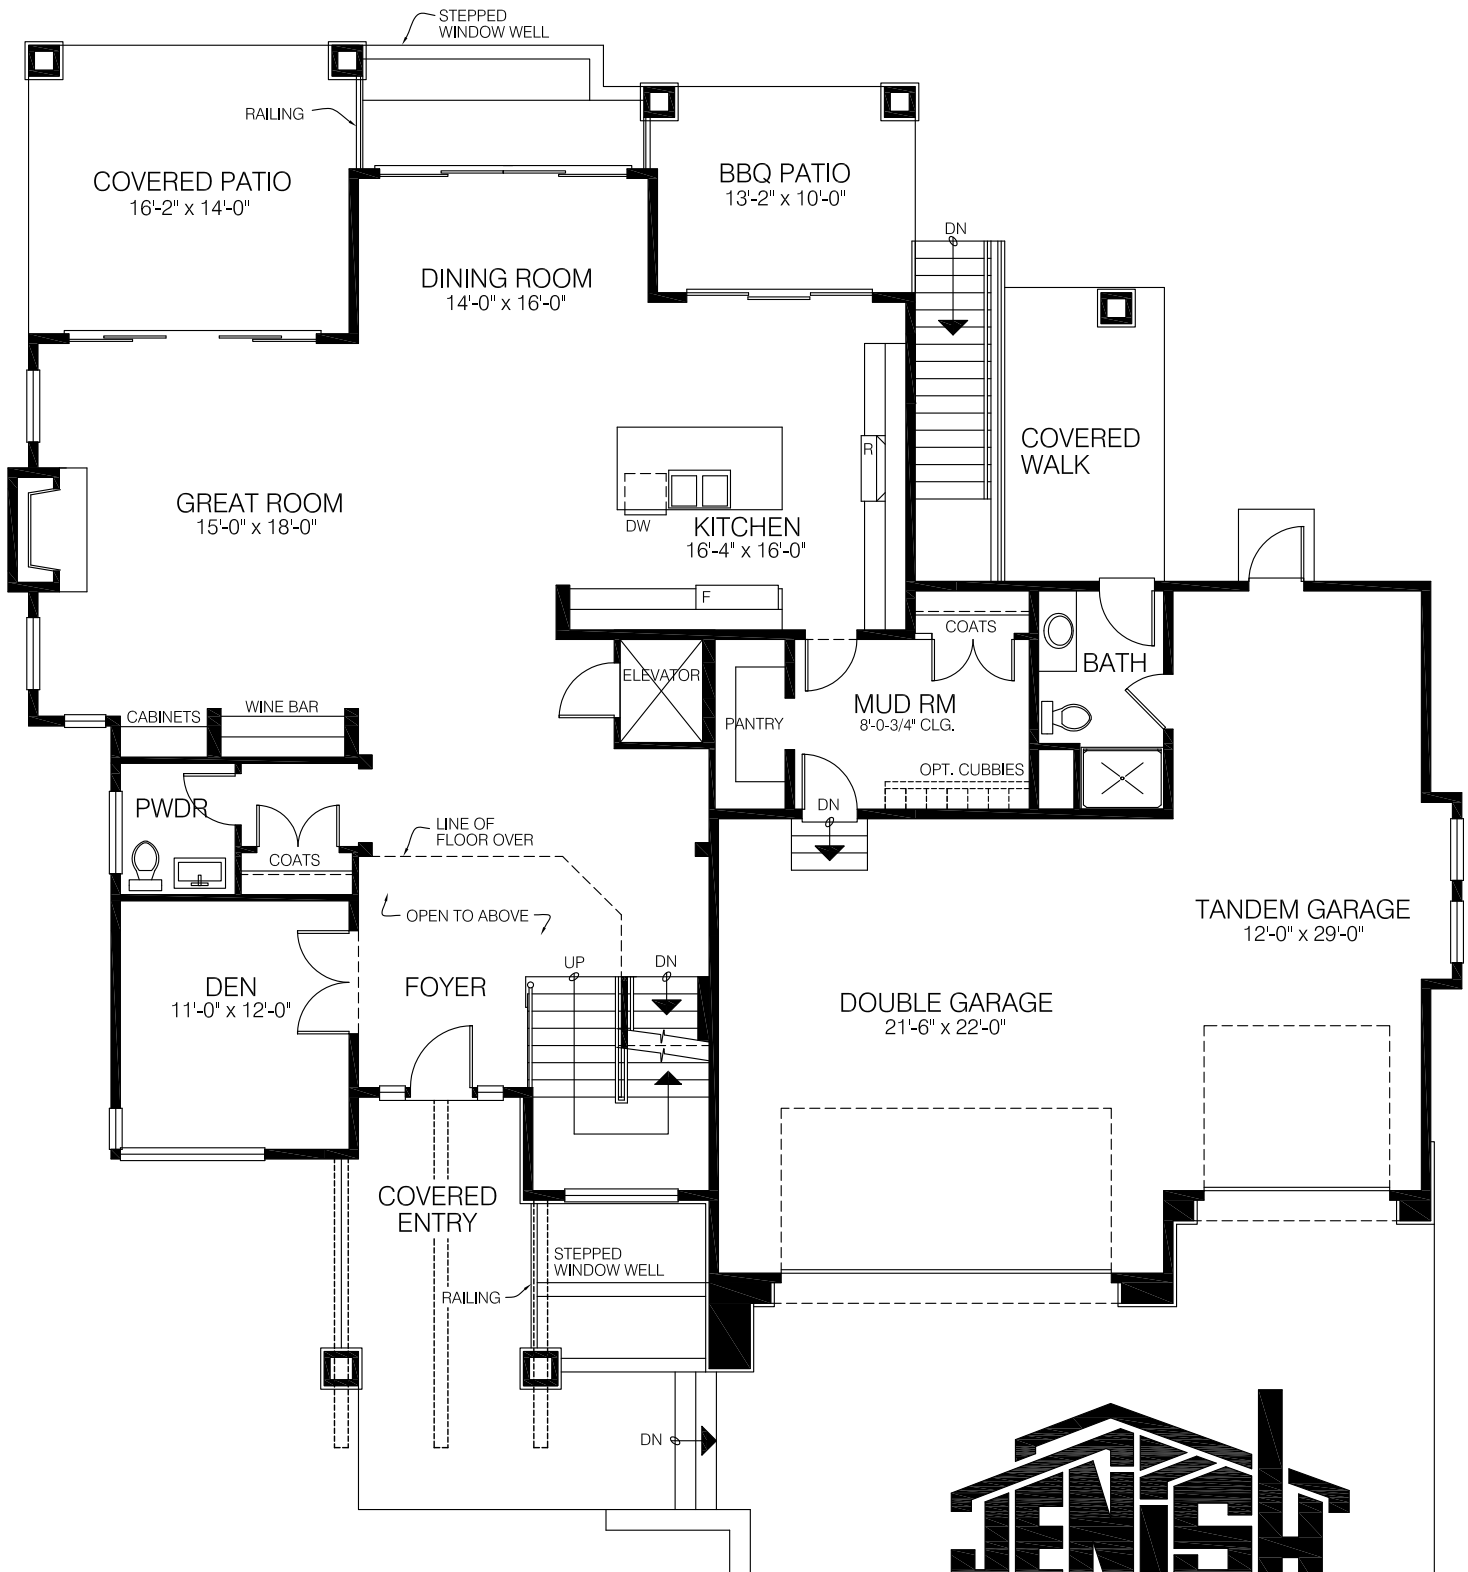 STEPPED
WINDOW WELL
RAILING
COVERED PATIO
16'-2" x 14'-0"
BBQ PATIO
13'-2" x 10'-0"
DN
DINING ROOM
14'-0" x 16'-0"
COVERED
WALK
R
GREAT ROOM
15'-0" x 18'-0"
DW
KITCHEN
16'-4" x 16'-0"
F
COATS
ELEVATOR
BATH
CABINETS
WINE BAR
PANTRY
MUD RM
8'-0-3/4" CLG.
OPT. CUBBIES
PWDR
DN
LINE OF
FLOOR OVER
COATS
OPEN TO ABOVE
TANDEM GARAGE
12'-0" x 29'-0"
UP
DN
DEN
11'-0" x 12'-0"
FOYER
DOUBLE GARAGE
21'-6" x 22'-0"
COVERED
ENTRY
STEPPED
WINDOW WELL
RAILING
DN
JENISH